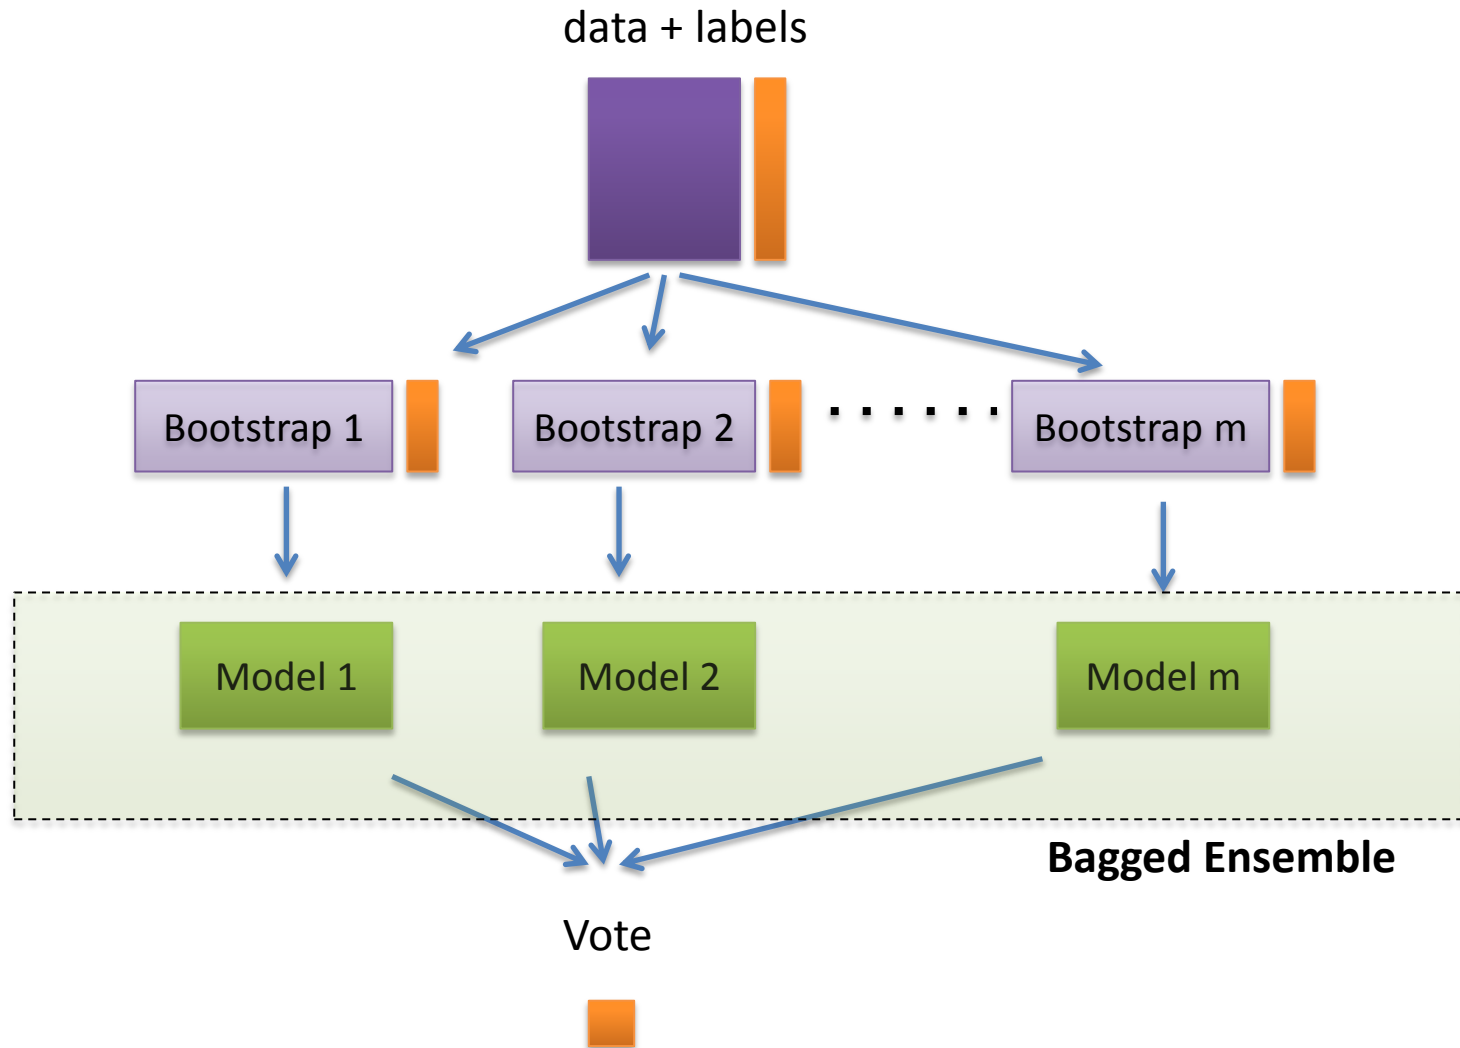 data + labels
Bootstrap 1
Bootstrap 2
......
Bootstrap m
Model 1
Model 2
Model m
Bagged Ensemble
Vote